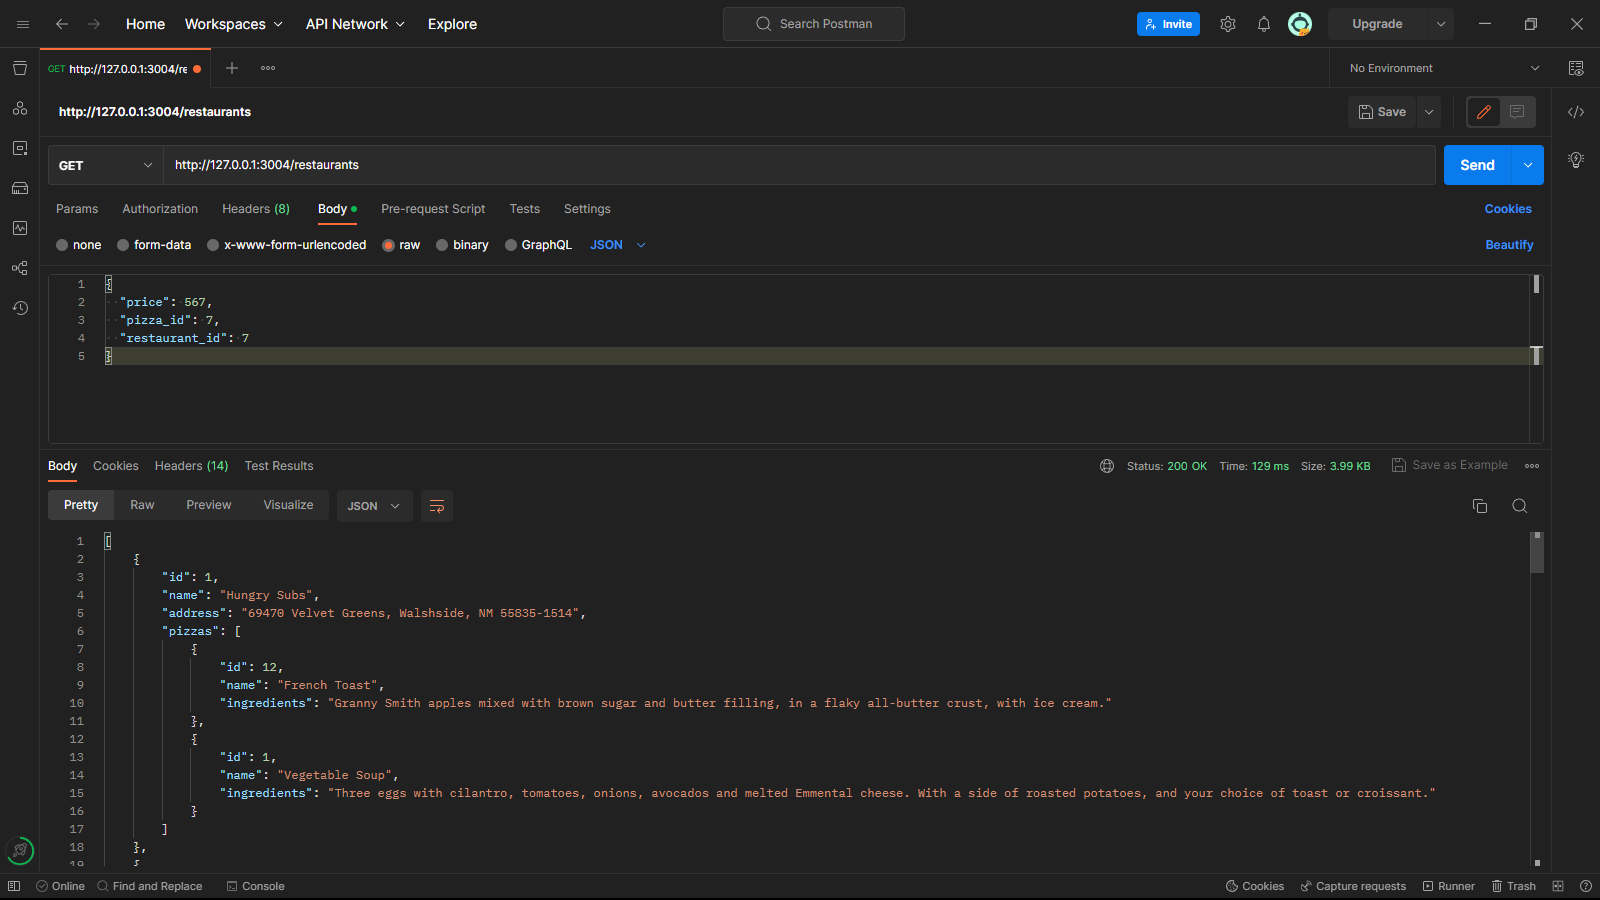 Home Workspaces API Network Explore Search Postman Invite Upgrade
GET http://127.0.0.1:3004/re No Environment
http://127.0.0.1:3004/restaurants Save
GET http://127.0.0.1:3004/restaurants Send
Params Authorization Headers (8) Body Pre-request Script Tests Settings Cookies
none form-data x-www-form-urlencoded raw binary GraphQL JSON Beautify
1 {
2 "price": 567,
3 "pizza_id": 7,
4 "restaurant_id": 7
5 }
Body Cookies Headers (14) Test Results Status: 200 OK Time: 129 ms Size: 3.99 KB Save as Example
Pretty Raw Preview Visualize JSON
1 [
2 {
3 "id": 1,
4 "name": "Hungry Subs",
5 "address": "69470 Velvet Greens, Walshside, NM 55835-1514",
6 "pizzas": [
7 {
8 "id": 12,
9 "name": "French Toast",
10 "ingredients": "Granny Smith apples mixed with brown sugar and butter filling, in a flaky all-butter crust, with ice cream."
11 },
12 {
13 "id": 1,
14 "name": "Vegetable Soup",
15 "ingredients": "Three eggs with cilantro, tomatoes, onions, avocados and melted Emmental cheese. With a side of roasted potatoes, and your choice of toast or croissant."
16 }
17 ]
18 },
19 {
Online Find and Replace Console Cookies Capture requests Runner Trash